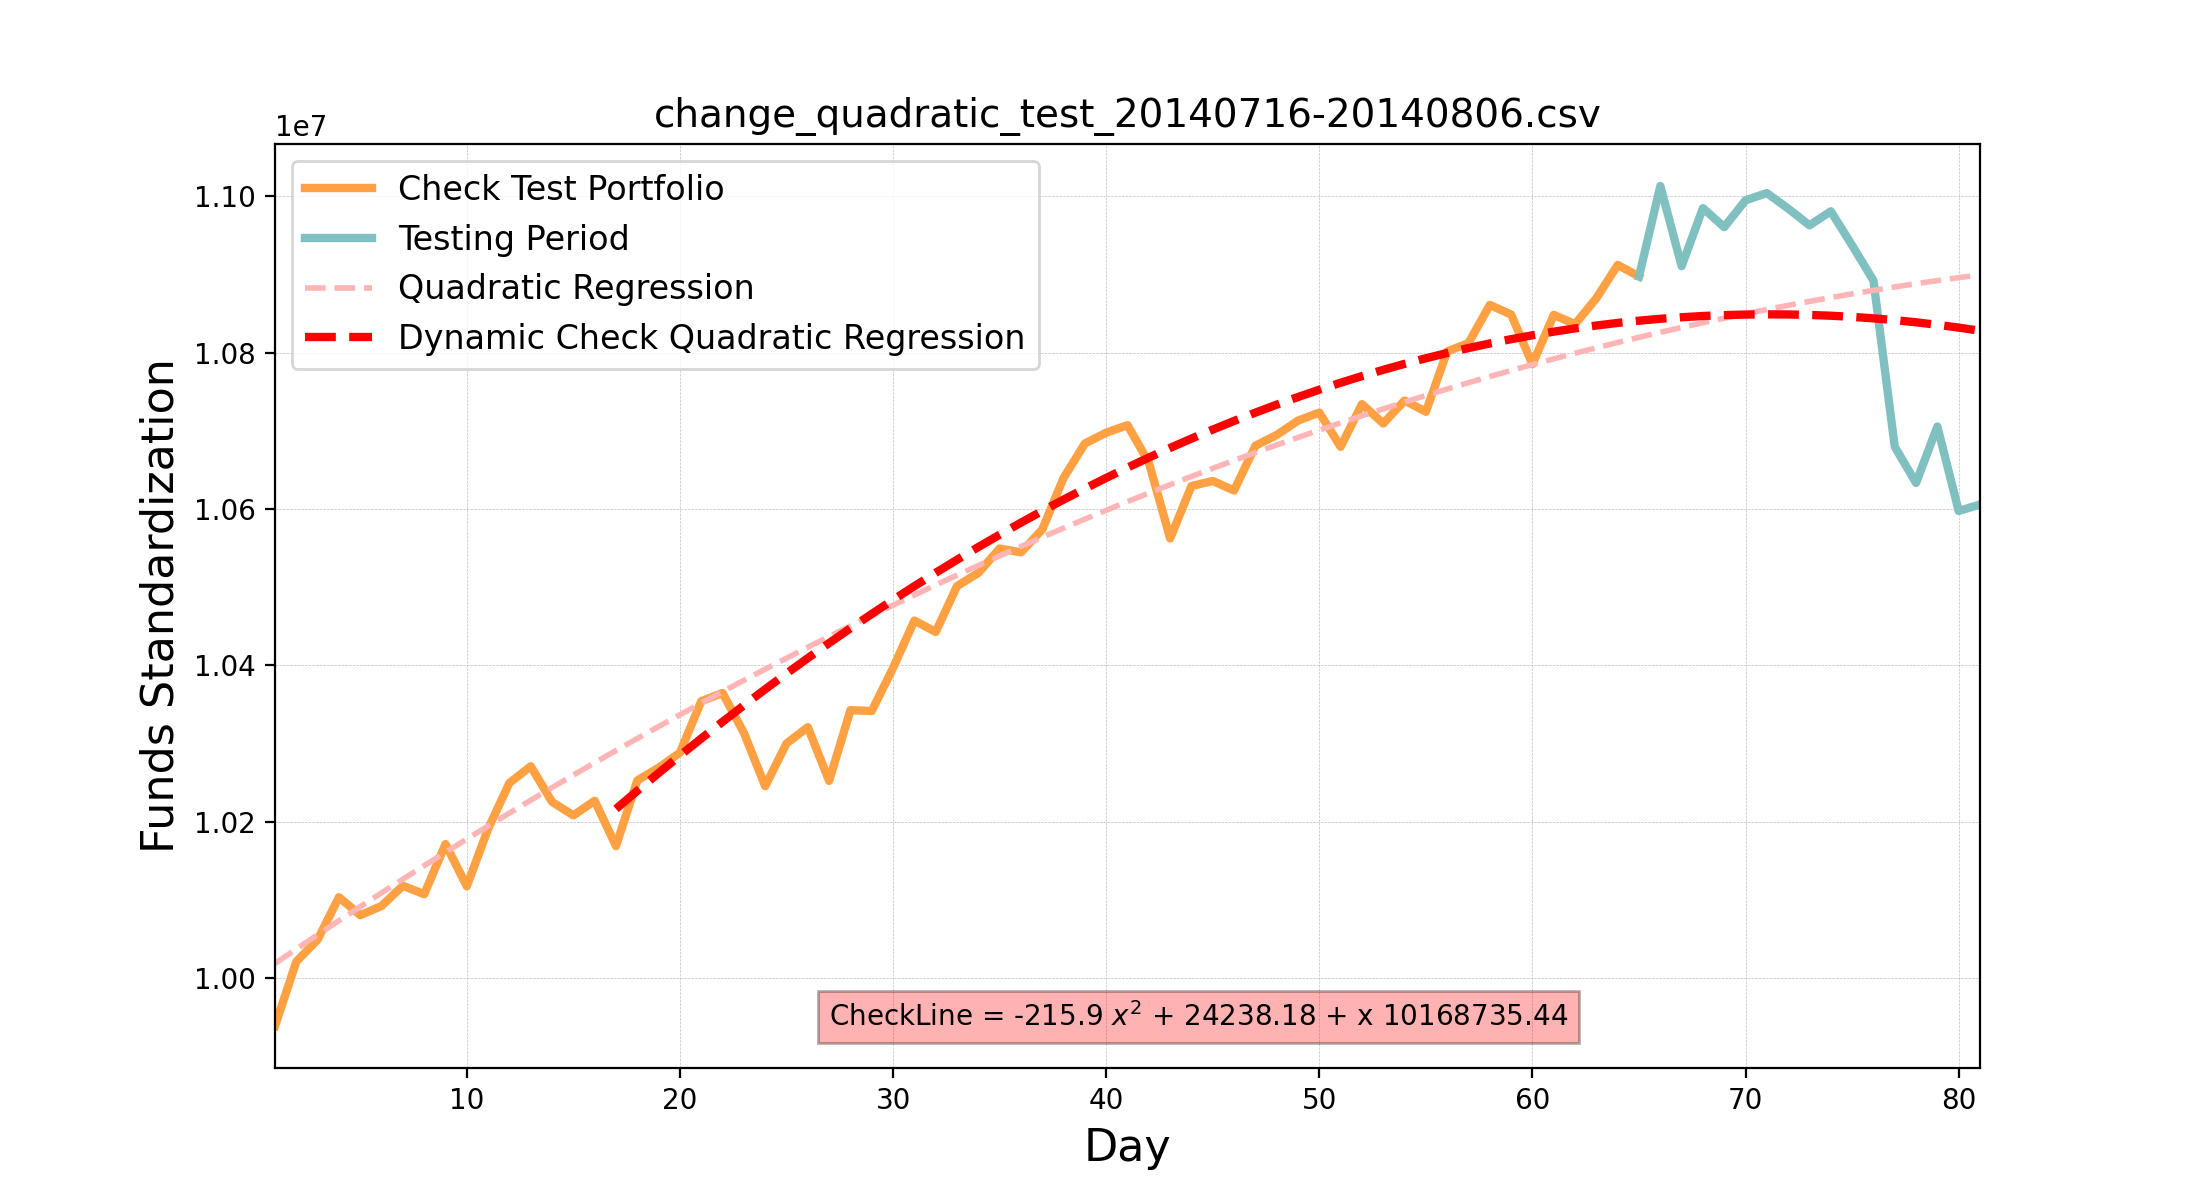 change_quadratic_test_20140716-20140806.csv
1e7
Check Test Portfolio
Testing Period
Quadratic Regression
Dynamic Check Quadratic Regression
Funds Standardization
1.10
1.08
1.06
1.04
1.02
1.00
CheckLine = -215.9 x² + 24238.18 + x 10168735.44
10 20 30 40 50 60 70 80
Day